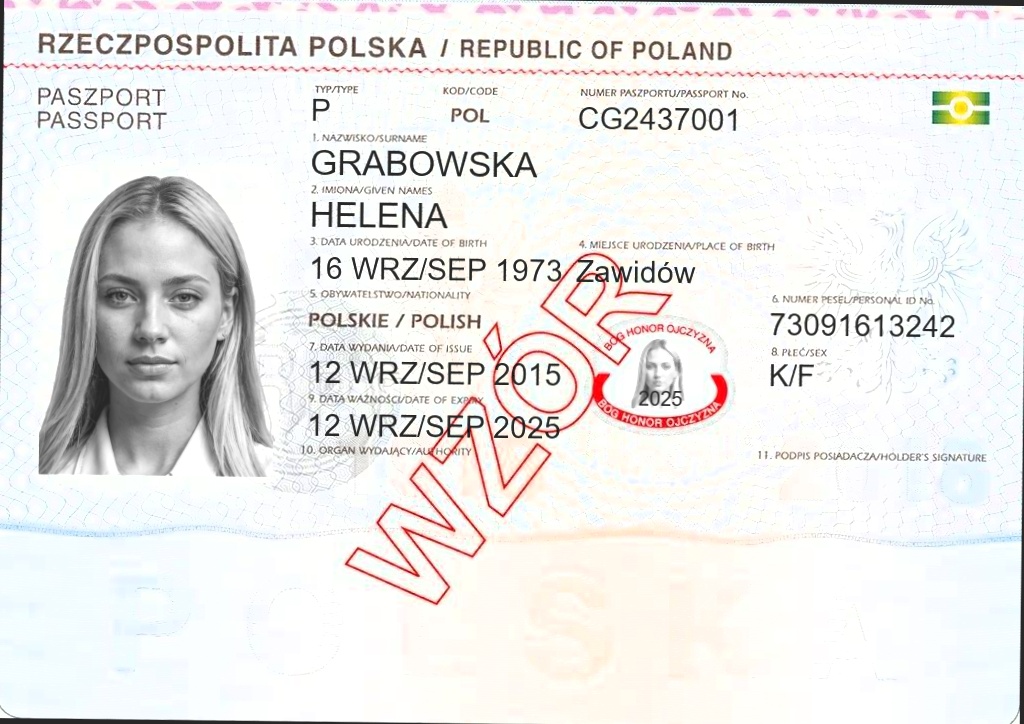 RZECZPOSPOLITA POLSKA / REPUBLIC OF POLAND
PASZPORT
PASSPORT
TYP/TYPE
P
KOD/CODE
POL
NUMER PASZPORTU/PASSPORT No.
CG2437001
1. NAZWISKO/SURNAME
GRABOWSKA
2. IMIONA/GIVEN NAMES
HELENA
3. DATA URODZENIA/DATE OF BIRTH
16 WRZ/SEP 1973
4. MIEJSCE URODZENIA/PLACE OF BIRTH
Zawidów
5. OBYWATELSTWO/NATIONALITY
POLSKIE / POLISH
6. NUMER PESEL/PERSONAL ID No.
73091613242
7. DATA WYDANIA/DATE OF ISSUE
12 WRZ/SEP 2015
8. PŁEĆ/SEX
K/F
9. DATA WAŻNOŚCI/DATE OF EXPIRY
12 WRZ/SEP 2025
10. ORGAN WYDAJĄCY/AUTHORITY
11. PODPIS POSIADACZA/HOLDER'S SIGNATURE
BÓG HONOR OJCZYZNA
2025
BÓG HONOR OJCZYZNA
WZÓR
POLSKA